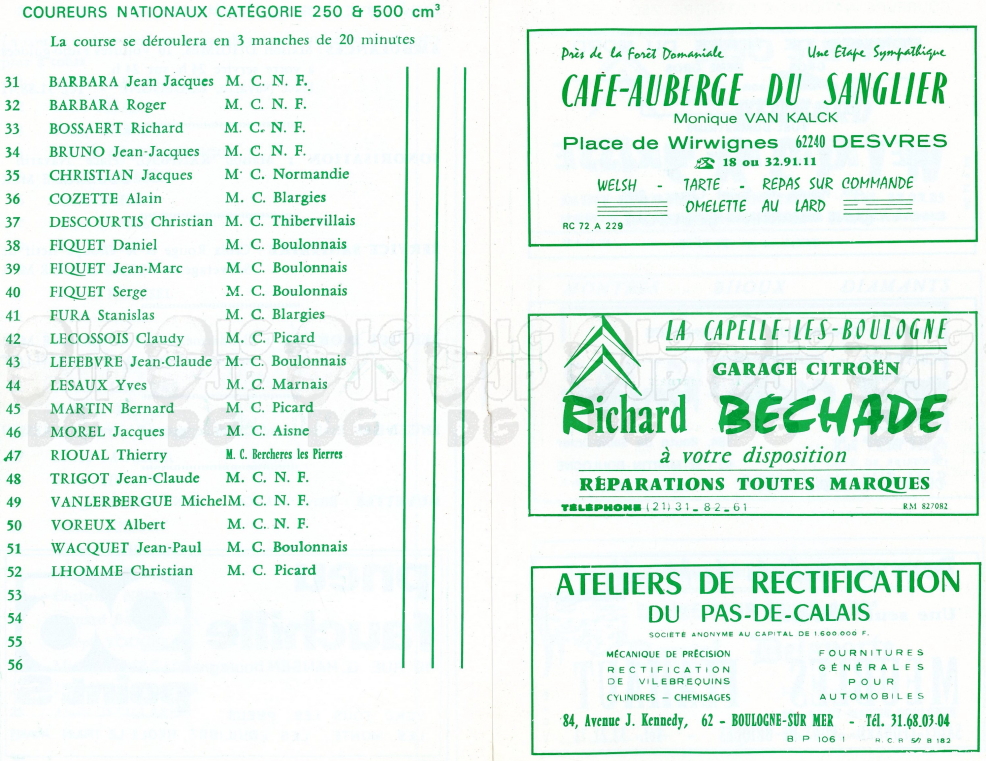 COUREURS NATIONAUX CATÉGORIE 250 & 500 cm³
La course se déroulera en 3 manches de 20 minutes
31 BARBARA Jean Jacques M. C. N. F.
32 BARBARA Roger M. C. N. F.
33 BOSSAERT Richard M. C. N. F.
34 BRUNO Jean-Jacques M. C. N. F.
35 CHRISTIAN Jacques M. C. Normandie
36 COZETTE Alain M. C. Blargies
37 DESCOURTIS Christian M. C. Thibervillais
38 FIQUET Daniel M. C. Boulonnais
39 FIQUET Jean-Marc M. C. Boulonnais
40 FIQUET Serge M. C. Boulonnais
41 FURA Stanislas M. C. Blargies
42 LECOSSOIS Claudy M. C. Picard
43 LEFEBVRE Jean-Claude M. C. Boulonnais
44 LESAUX Yves M. C. Marnais
45 MARTIN Bernard M. C. Picard
46 MOREL Jacques M. C. Aisne
47 RIOUAL Thierry M. C. Bercheres les Pierres
48 TRIGOT Jean-Claude M. C. N. F.
49 VANLERBERGUE Michel M. C. N. F.
50 VOREUX Albert M. C. N. F.
51 WACQUET Jean-Paul M. C. Boulonnais
52 LHOMME Christian M. C. Picard
53
54
55
56
Près de la Forêt Domaniale Une Etape Sympathique
CAFÉ-AUBERGE DU SANGLIER
Monique VAN KALCK
Place de Wirwignes 62240 DESVRES
☎ 18 ou 32.91.11
WELSH - TARTE - REPAS SUR COMMANDE
OMELETTE AU LARD
RC 72 A 229
LA CAPELLE-LES-BOULOGNE
GARAGE CITROËN
Richard BECHADE
à votre disposition
RÉPARATIONS TOUTES MARQUES
TÉLÉPHONE (21) 31_82_61 RM 827082
ATELIERS DE RECTIFICATION
DU PAS-DE-CALAIS
SOCIÉTÉ ANONYME AU CAPITAL DE 1.600.000 F.
MÉCANIQUE DE PRÉCISION
RECTIFICATION
DE VILEBREQUINS
CYLINDRES – CHEMISAGES
FOURNITURES
GÉNÉRALES
POUR
AUTOMOBILES
84, Avenue J. Kennedy, 62 - BOULOGNE-SUR MER - Tél. 31.68.03.04
B P 106 1 R.C B 57 B 182
LG JP DG